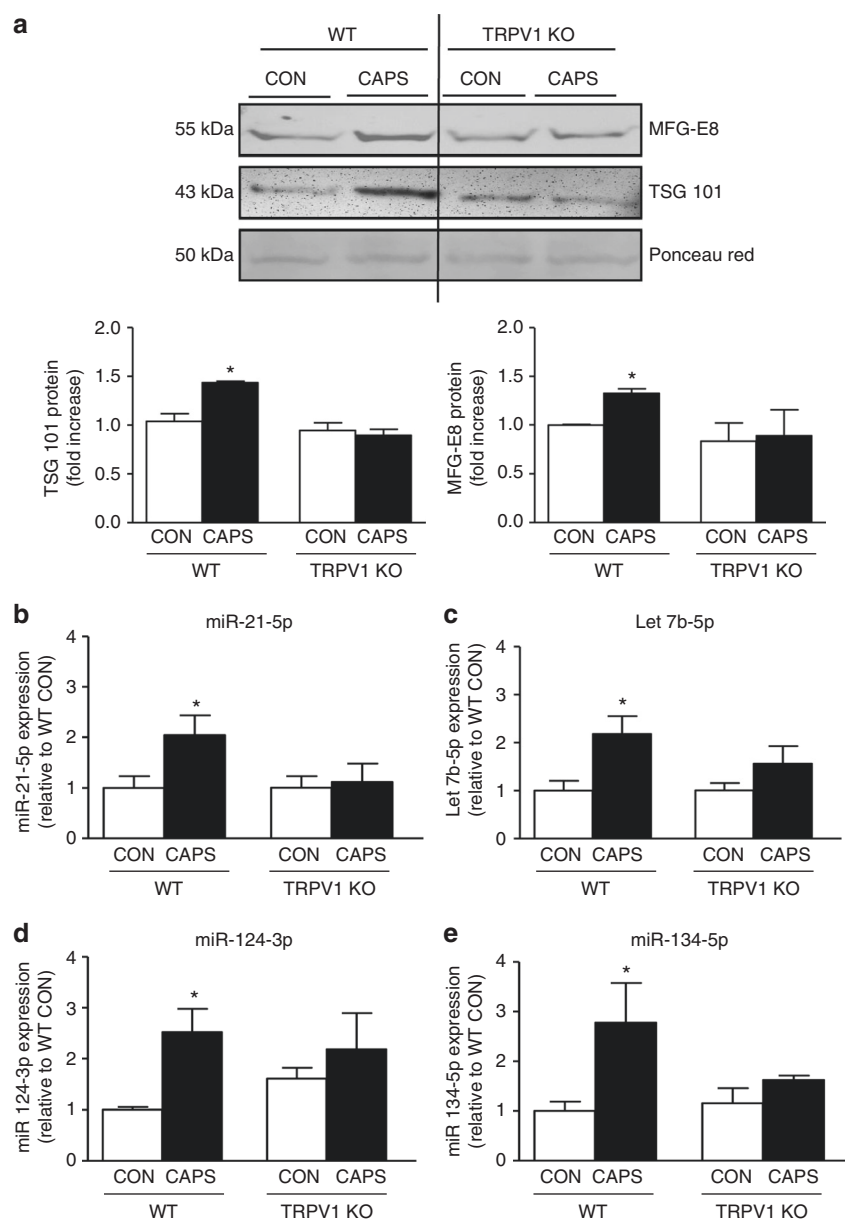 a
WT
TRPV1 KO
CON
CAPS
CON
CAPS
55 kDa
MFG-E8
43 kDa
TSG 101
50 kDa
Ponceau red
TSG 101 protein
(fold increase)
2.0
1.5
1.0
0.5
0.0
*
CON CAPS
WT
TRPV1 KO
CON CAPS
MFG-E8 protein
(fold increase)
2.0
1.5
1.0
0.5
0.0
*
CON CAPS
WT
CON CAPS
TRPV1 KO
b
miR-21-5p
miR-21-5p expression
(relative to WT CON)
4
3
2
1
0
*
CON CAPS
WT
CON CAPS
TRPV1 KO
c
Let 7b-5p
Let 7b-5p expression
(relative to WT CON)
4
3
2
1
0
*
CON CAPS
WT
CON CAPS
TRPV1 KO
d
miR-124-3p
miR 124-3p expression
(relative to WT CON)
4
3
2
1
0
*
CON CAPS
WT
CON CAPS
TRPV1 KO
e
miR-134-5p
miR 134-5p expression
(relative to WT CON)
4
3
2
1
0
*
CON CAPS
WT
CON CAPS
TRPV1 KO